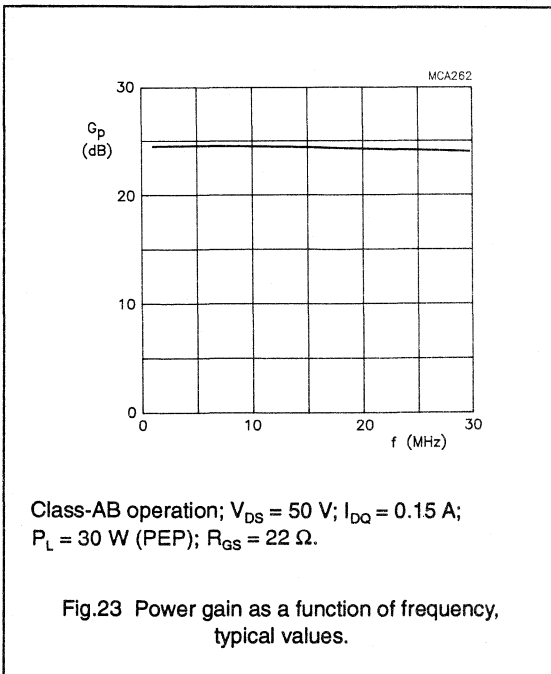 MCA262
30
Gp
(dB)
20
10
0
0 10 20 30
f (MHz)
Class-AB operation; VDS = 50 V; IDQ = 0.15 A;
PL = 30 W (PEP); RGS = 22 Ω.
Fig.23 Power gain as a function of frequency,
typical values.